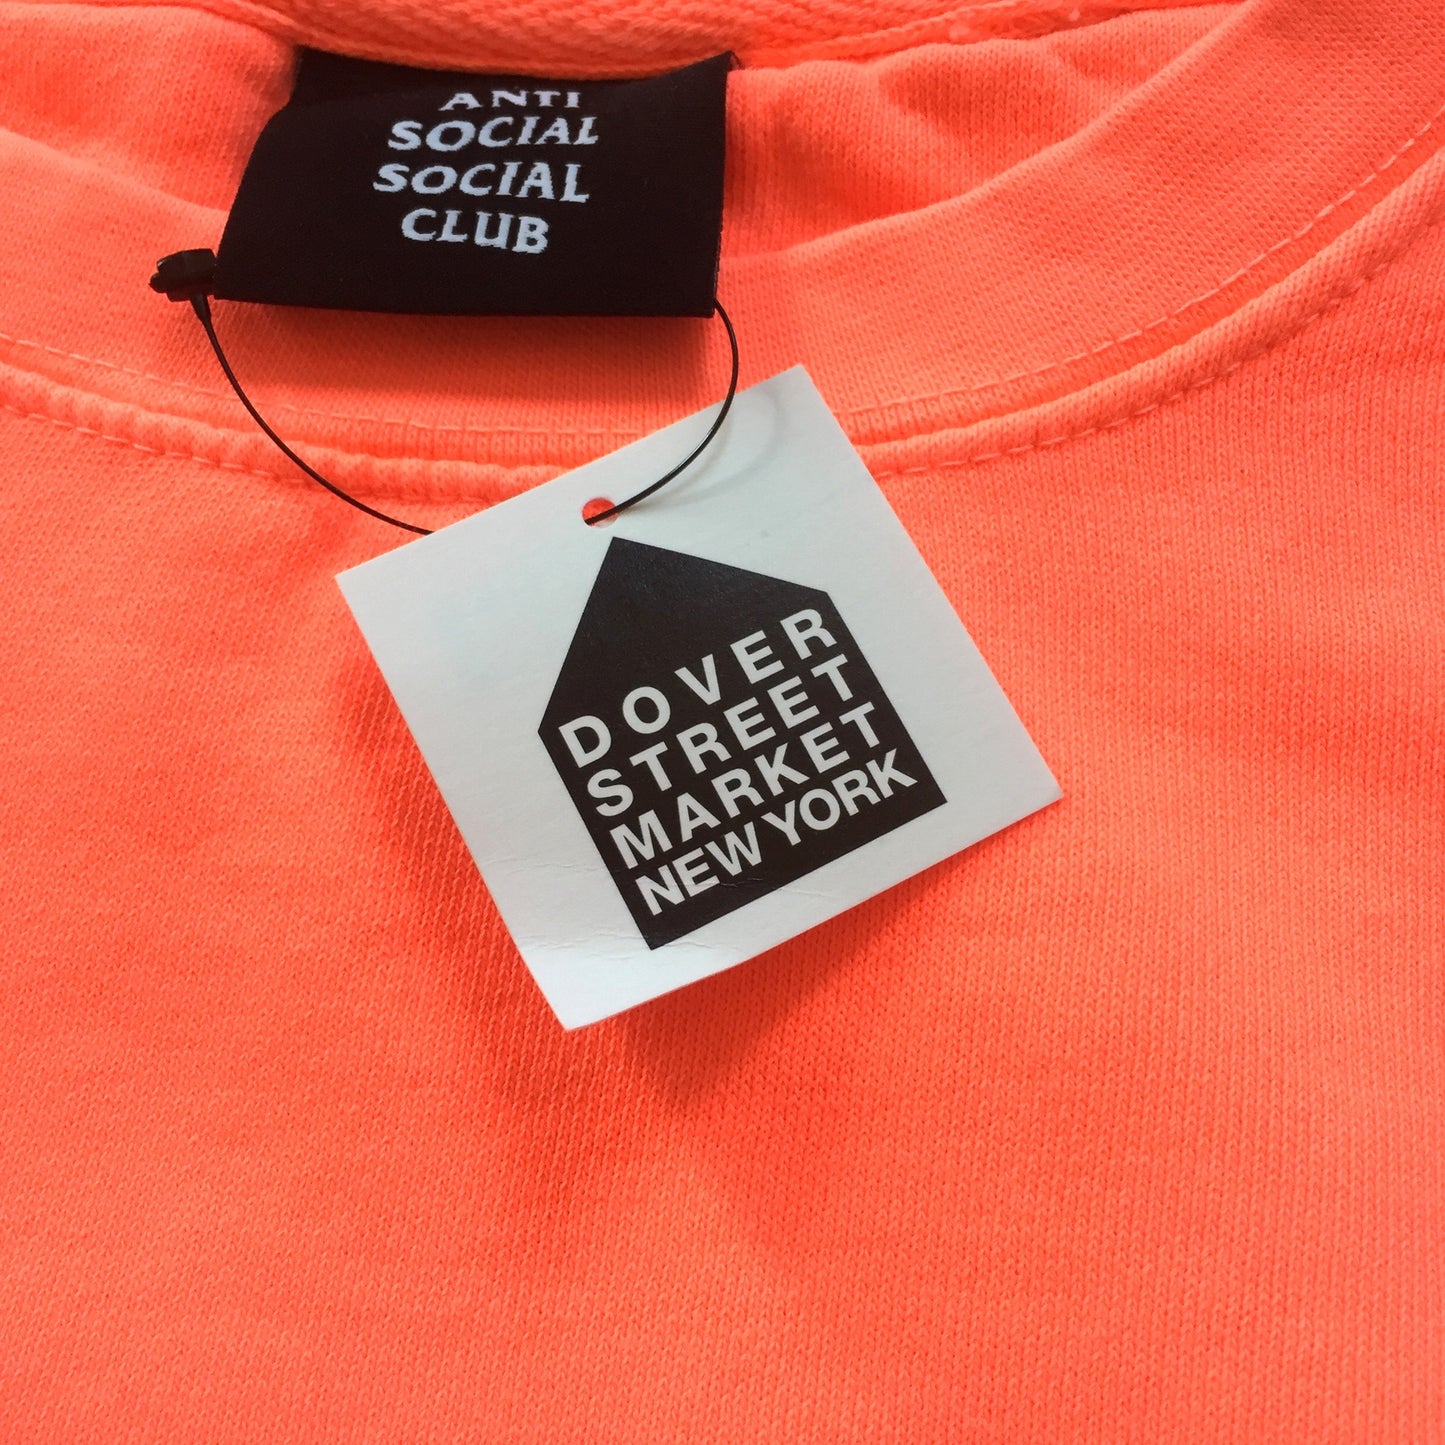 ANTI
SOCIAL
SOCIAL
CLUB
DOVER
STREET
MARKET
NEW YORK